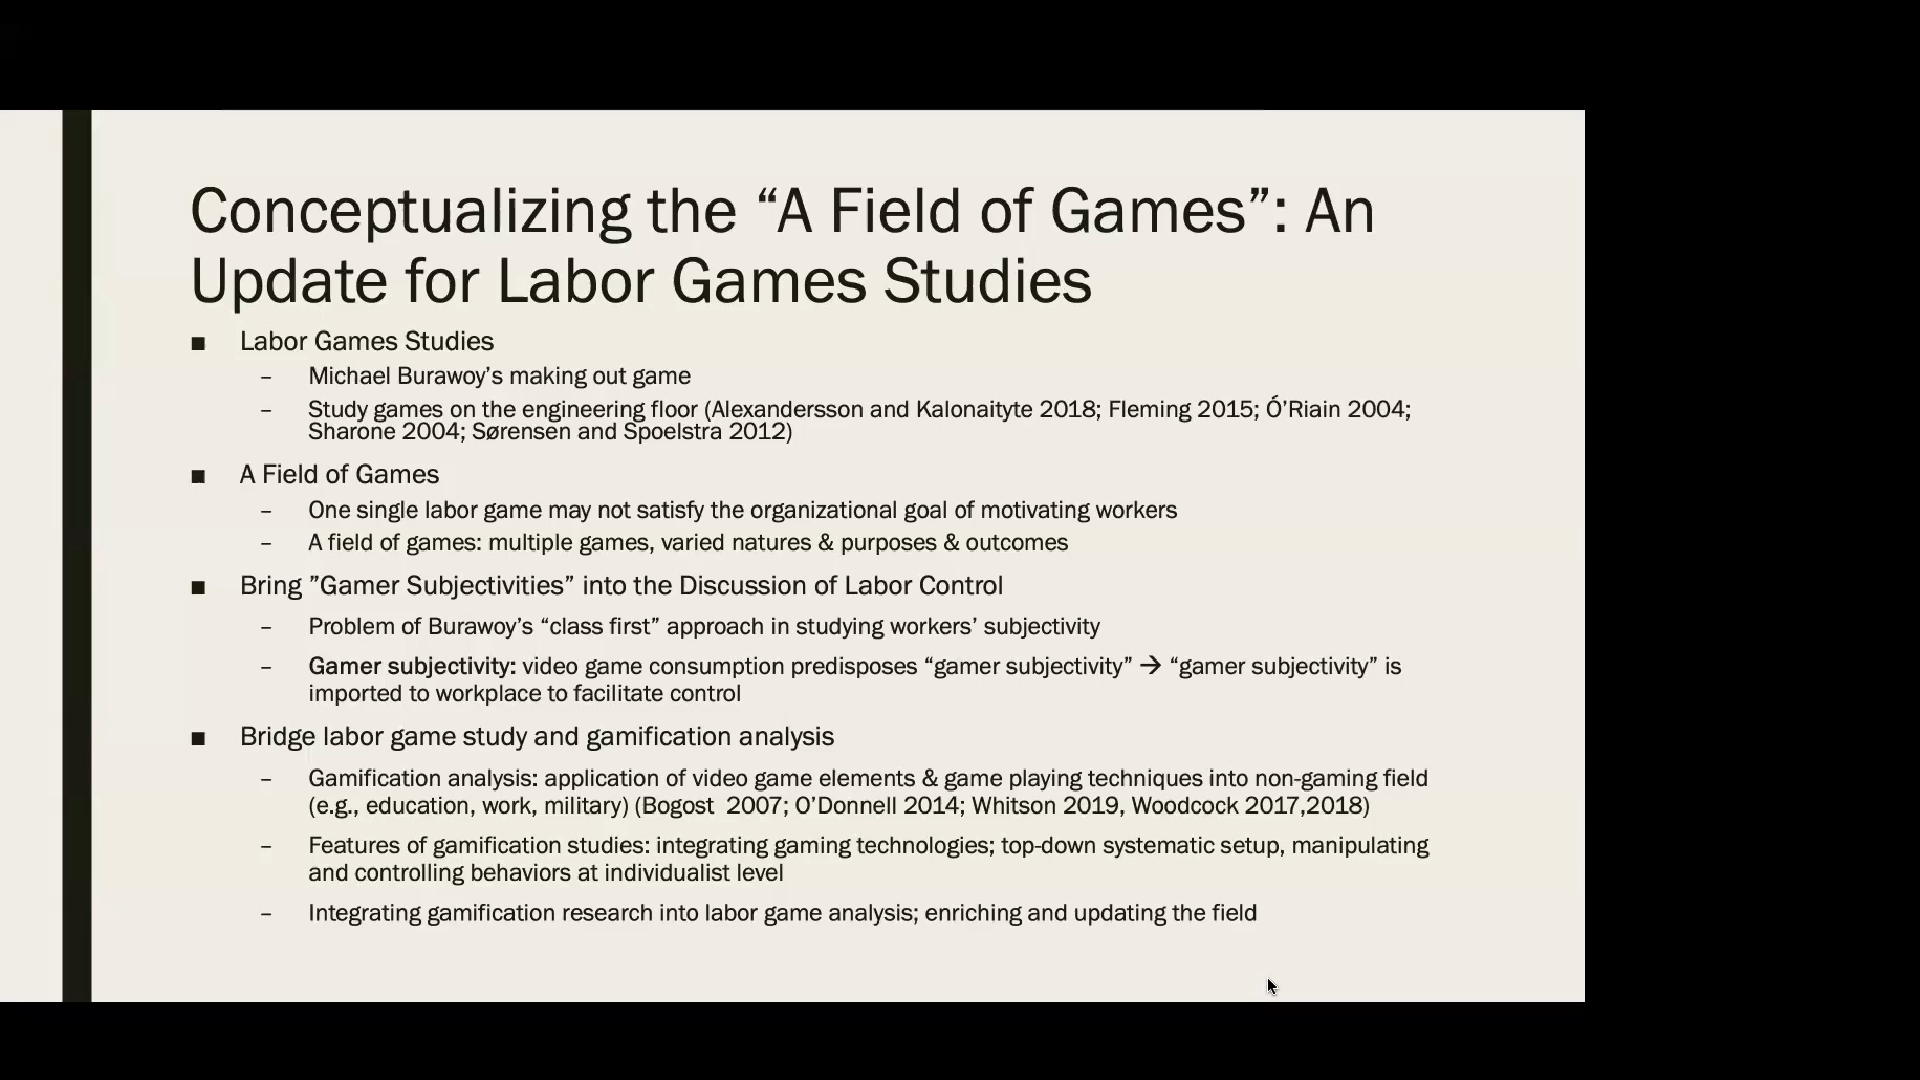 Conceptualizing the “A Field of Games”: An
Update for Labor Games Studies
■ Labor Games Studies
– Michael Burawoy’s making out game
– Study games on the engineering floor (Alexandersson and Kalonaityte 2018; Fleming 2015; Ó’Riain 2004;
Sharone 2004; Sørensen and Spoelstra 2012)
■ A Field of Games
– One single labor game may not satisfy the organizational goal of motivating workers
– A field of games: multiple games, varied natures & purposes & outcomes
■ Bring ”Gamer Subjectivities” into the Discussion of Labor Control
– Problem of Burawoy’s “class first” approach in studying workers’ subjectivity
– Gamer subjectivity: video game consumption predisposes “gamer subjectivity” → “gamer subjectivity” is
imported to workplace to facilitate control
■ Bridge labor game study and gamification analysis
– Gamification analysis: application of video game elements & game playing techniques into non-gaming field
(e.g., education, work, military) (Bogost 2007; O’Donnell 2014; Whitson 2019, Woodcock 2017,2018)
– Features of gamification studies: integrating gaming technologies; top-down systematic setup, manipulating
and controlling behaviors at individualist level
– Integrating gamification research into labor game analysis; enriching and updating the field